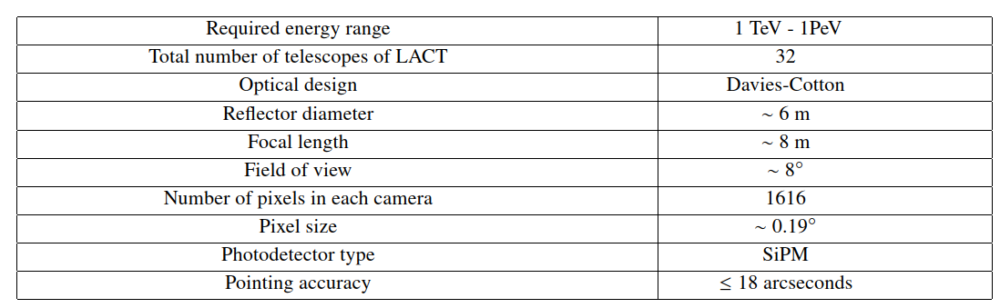 Required energy range 1 TeV - 1PeV
Total number of telescopes of LACT 32
Optical design Davies-Cotton
Reflector diameter ~ 6 m
Focal length ~ 8 m
Field of view ~ 8°
Number of pixels in each camera 1616
Pixel size ~ 0.19°
Photodetector type SiPM
Pointing accuracy ≤ 18 arcseconds